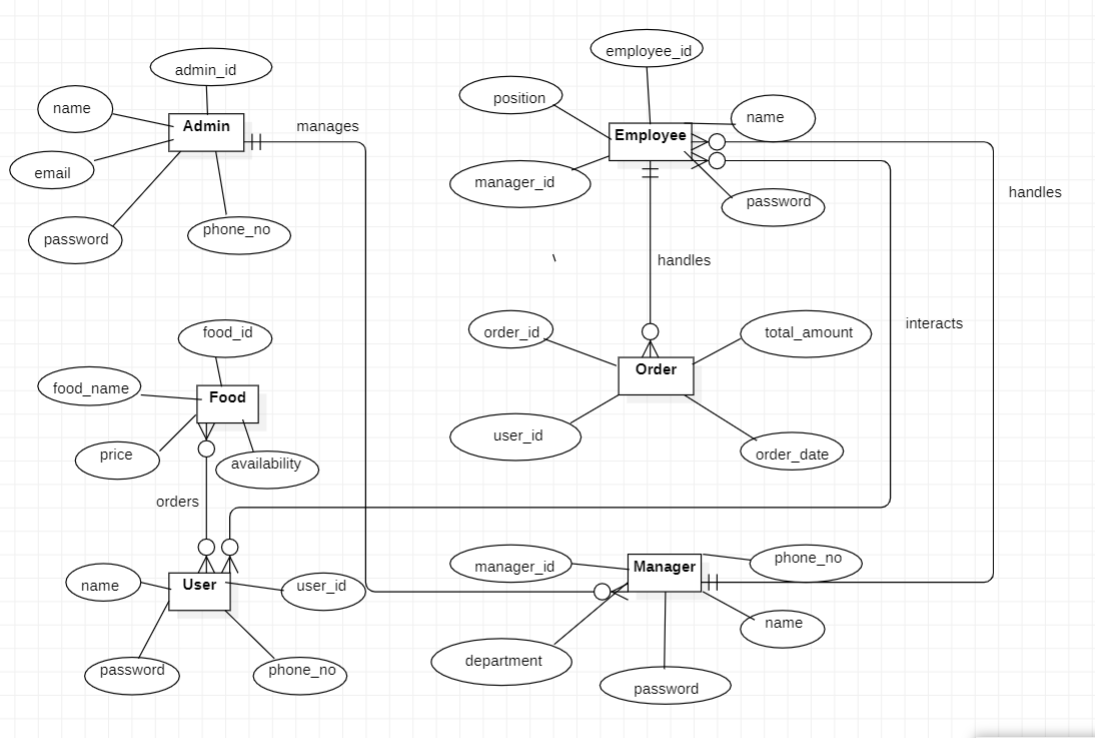 employee_id
admin_id
position
name
name
Admin
manages
Employee
email
manager_id
handles
password
password
phone_no
handles
food_id
order_id
total_amount
interacts
food_name
Food
Order
price
availability
user_id
order_date
orders
name
User
user_id
manager_id
Manager
phone_no
name
password
phone_no
department
password